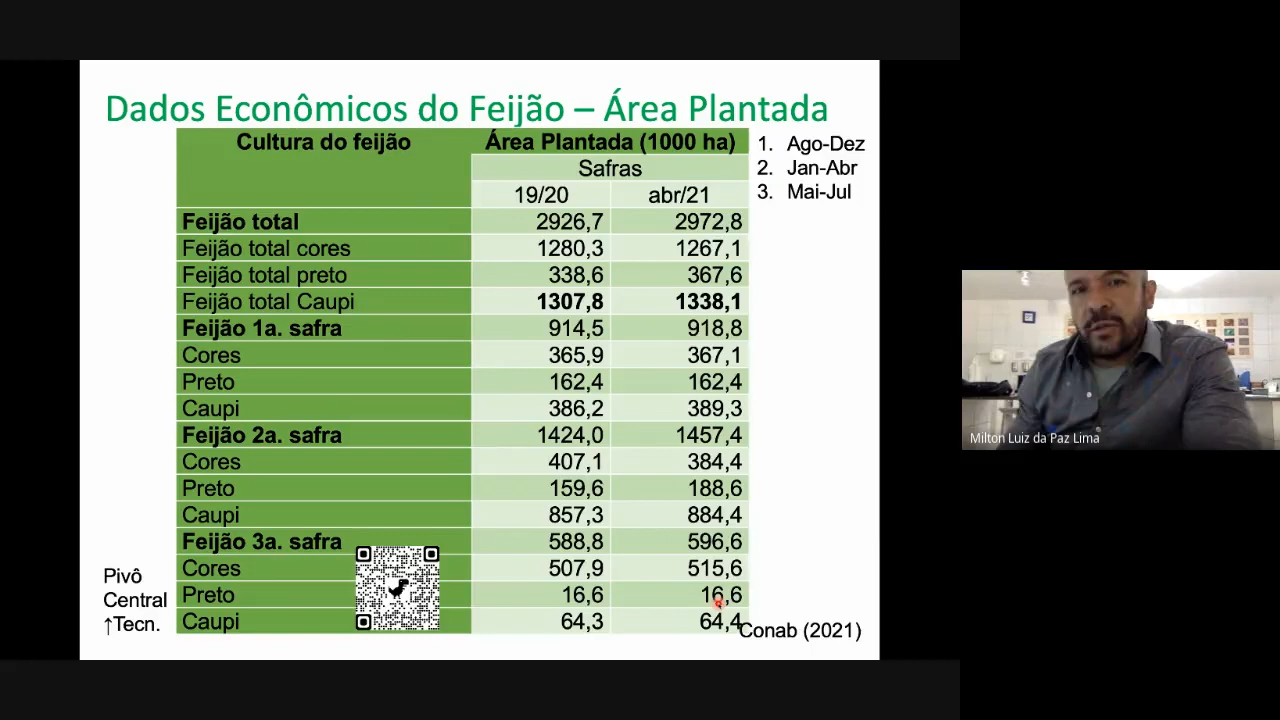 Dados Econômicos do Feijão – Área Plantada
Cultura do feijão Área Plantada (1000 ha)
Safras
19/20 abr/21
Feijão total 2926,7 2972,8
Feijão total cores 1280,3 1267,1
Feijão total preto 338,6 367,6
Feijão total Caupi 1307,8 1338,1
Feijão 1a. safra 914,5 918,8
Cores 365,9 367,1
Preto 162,4 162,4
Caupi 386,2 389,3
Feijão 2a. safra 1424,0 1457,4
Cores 407,1 384,4
Preto 159,6 188,6
Caupi 857,3 884,4
Feijão 3a. safra 588,8 596,6
Cores 507,9 515,6
Preto 16,6 16,6
Caupi 64,3 64,4
1. Ago-Dez
2. Jan-Abr
3. Mai-Jul
Pivô
Central
↑Tecn.
Conab (2021)
Milton Luiz da Paz Lima